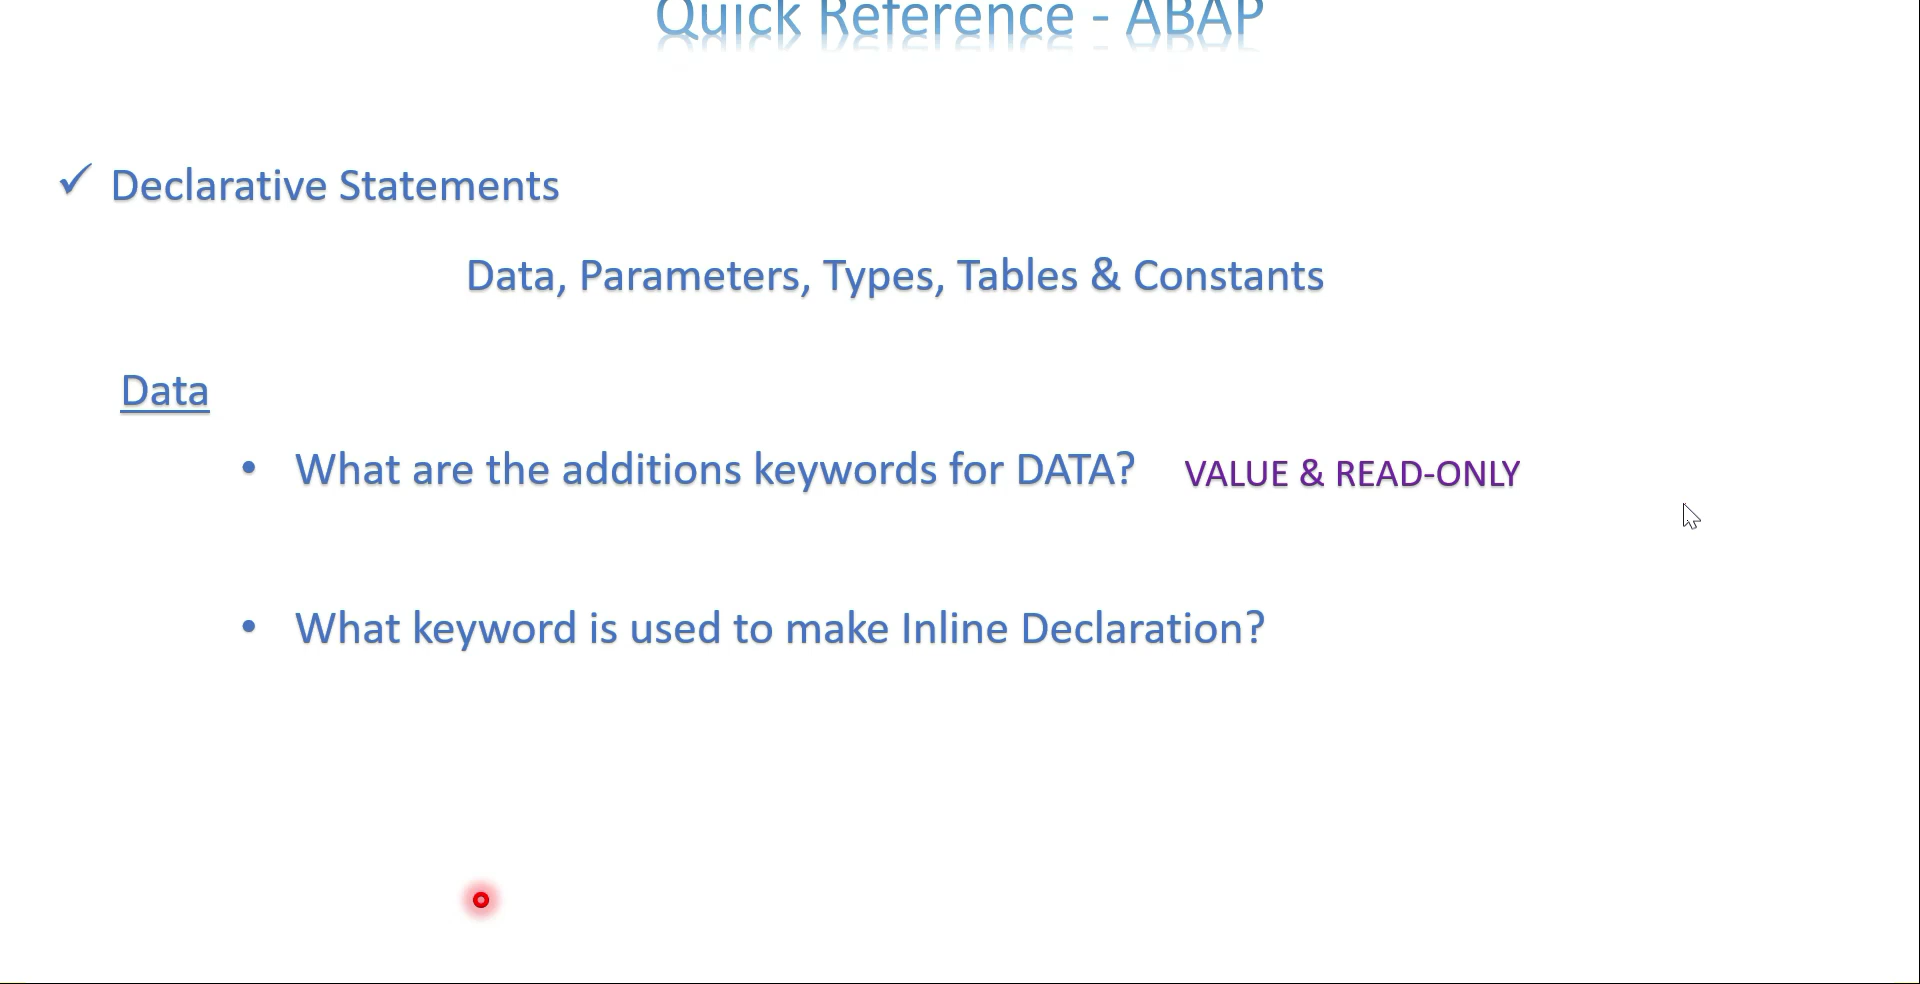 Quick Reference - ABAP
✓ Declarative Statements
Data, Parameters, Types, Tables & Constants
Data
• What are the additions keywords for DATA? VALUE & READ-ONLY
• What keyword is used to make Inline Declaration?